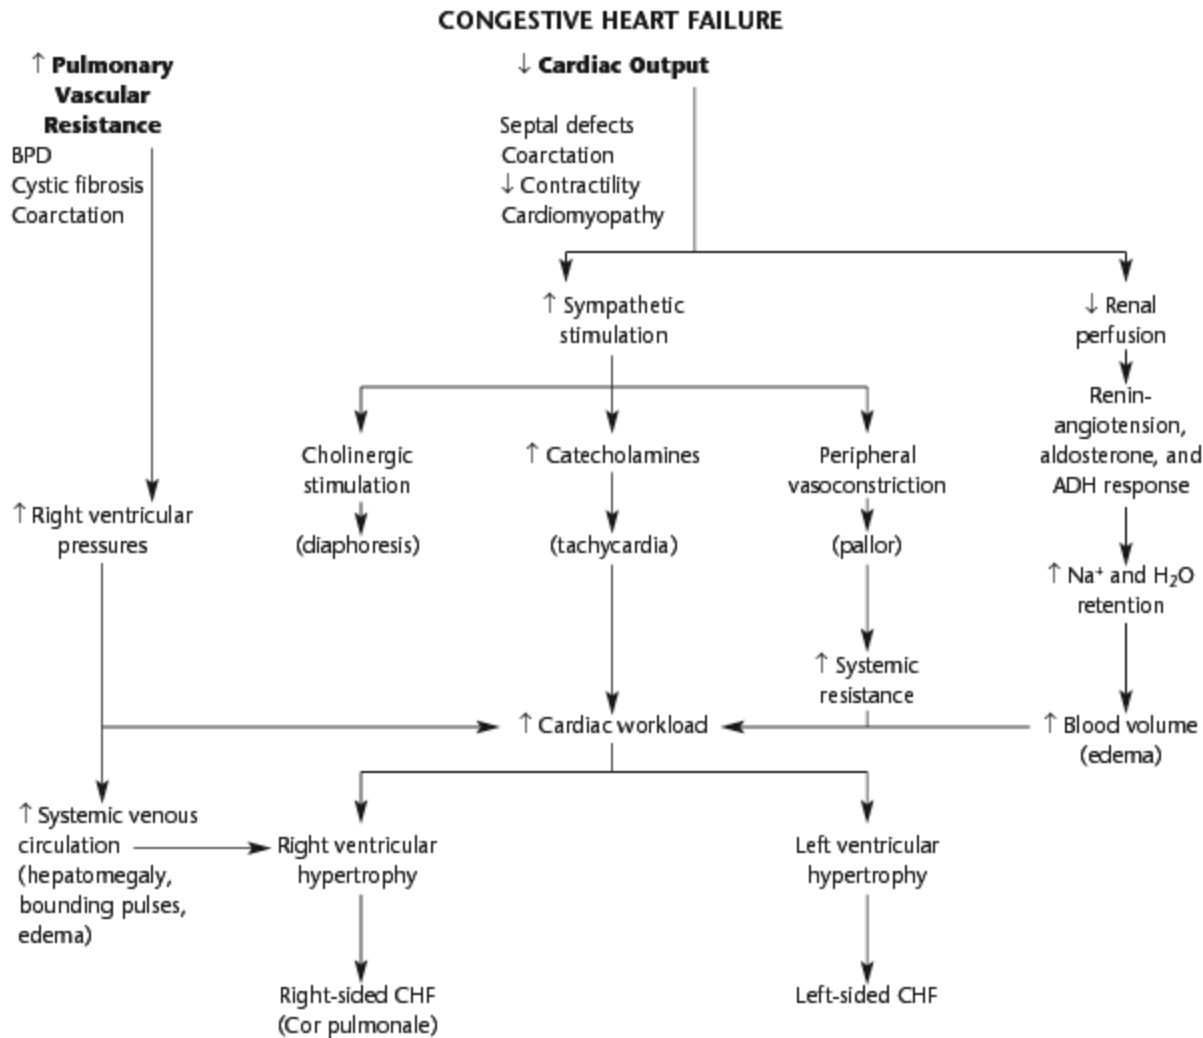 CONGESTIVE HEART FAILURE
↑ Pulmonary
Vascular
Resistance
BPD
Cystic fibrosis
Coarctation
↓ Cardiac Output
Septal defects
Coarctation
↓ Contractility
Cardiomyopathy
↑ Sympathetic
stimulation
↓ Renal
perfusion
Cholinergic
stimulation
(diaphoresis)
↑ Catecholamines
(tachycardia)
Peripheral
vasoconstriction
(pallor)
↑ Systemic
resistance
Renin-
angiotension,
aldosterone, and
ADH response
↑ Na⁺ and H₂O
retention
↑ Blood volume
(edema)
↑ Right ventricular
pressures
↑ Cardiac workload
↑ Systemic venous
circulation
(hepatomegaly,
bounding pulses,
edema)
Right ventricular
hypertrophy
Left ventricular
hypertrophy
Right-sided CHF
(Cor pulmonale)
Left-sided CHF